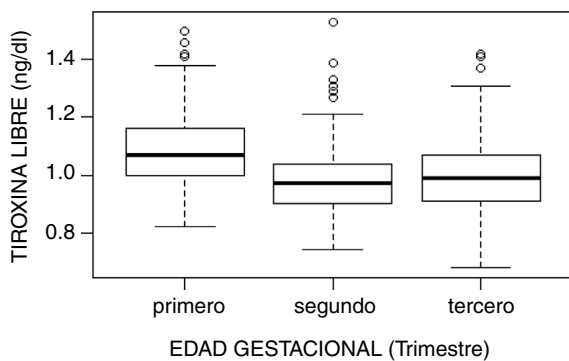 TIROXINA LIBRE (ng/dl)
1.4
1.2
1.0
0.8
primero segundo tercero
EDAD GESTACIONAL (Trimestre)